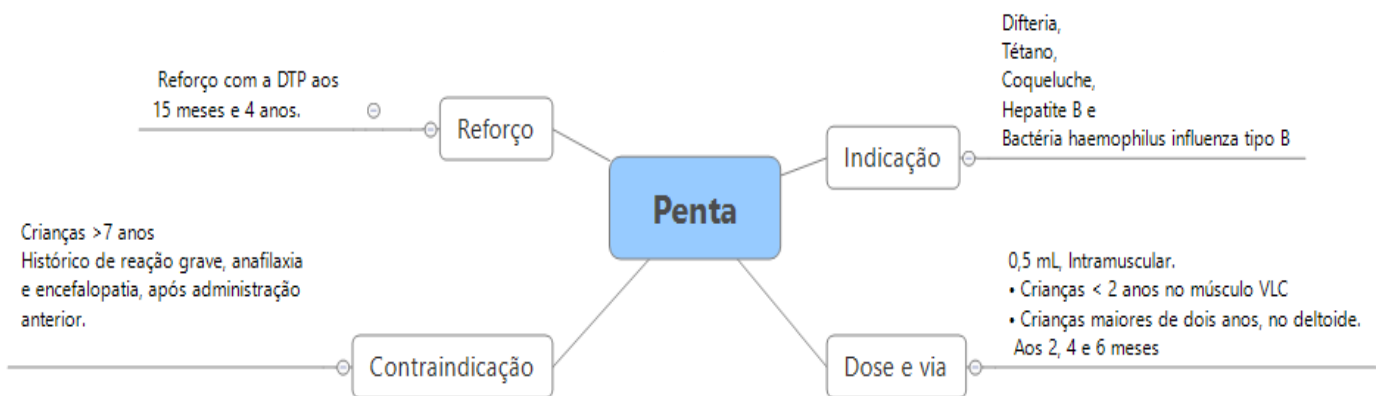 Penta
Indicação
Difteria,
Tétano,
Coqueluche,
Hepatite B e
Bactéria haemophilus influenza tipo B
Dose e via
0,5 mL, Intramuscular.
• Crianças < 2 anos no músculo VLC
• Crianças maiores de dois anos, no deltoide.
Aos 2, 4 e 6 meses
Reforço
Reforço com a DTP aos
15 meses e 4 anos.
Contraindicação
Crianças >7 anos
Histórico de reação grave, anafilaxia
e encefalopatia, após administração
anterior.